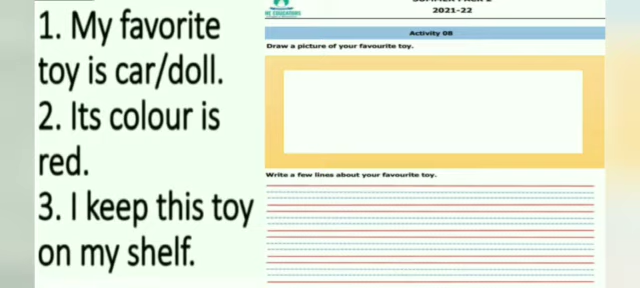 1. My favorite
toy is car/doll.
2. Its colour is
red.
3. I keep this toy
on my shelf.
2021-22
Activity 08
Draw a picture of your favourite toy.
Write a few lines about your favourite toy.